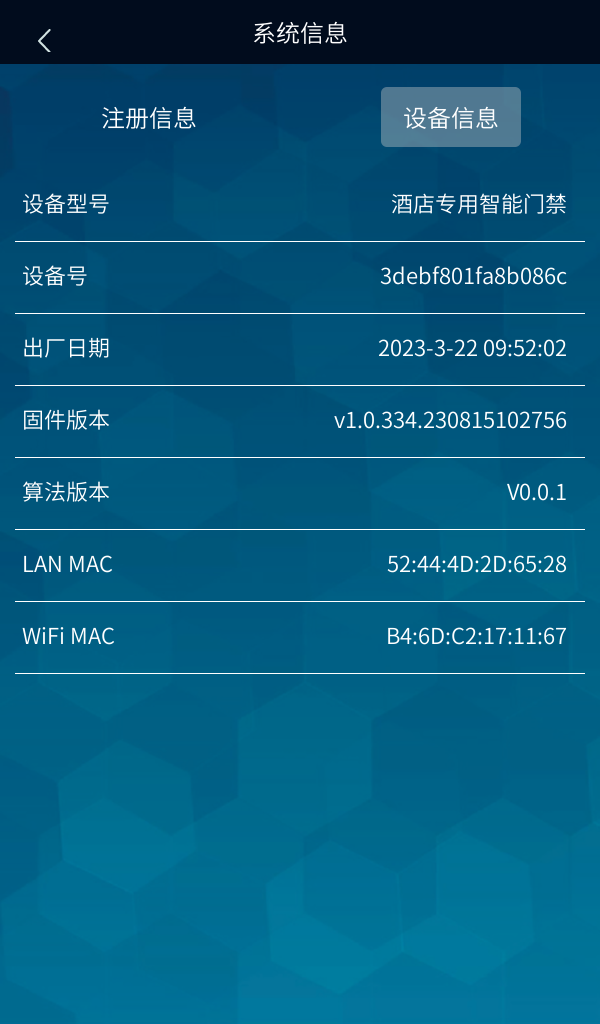 系统信息
注册信息
设备信息
设备型号 酒店专用智能门禁
设备号 3debf801fa8b086c
出厂日期 2023-3-22 09:52:02
固件版本 v1.0.334.230815102756
算法版本 V0.0.1
LAN MAC 52:44:4D:2D:65:28
WiFi MAC B4:6D:C2:17:11:67